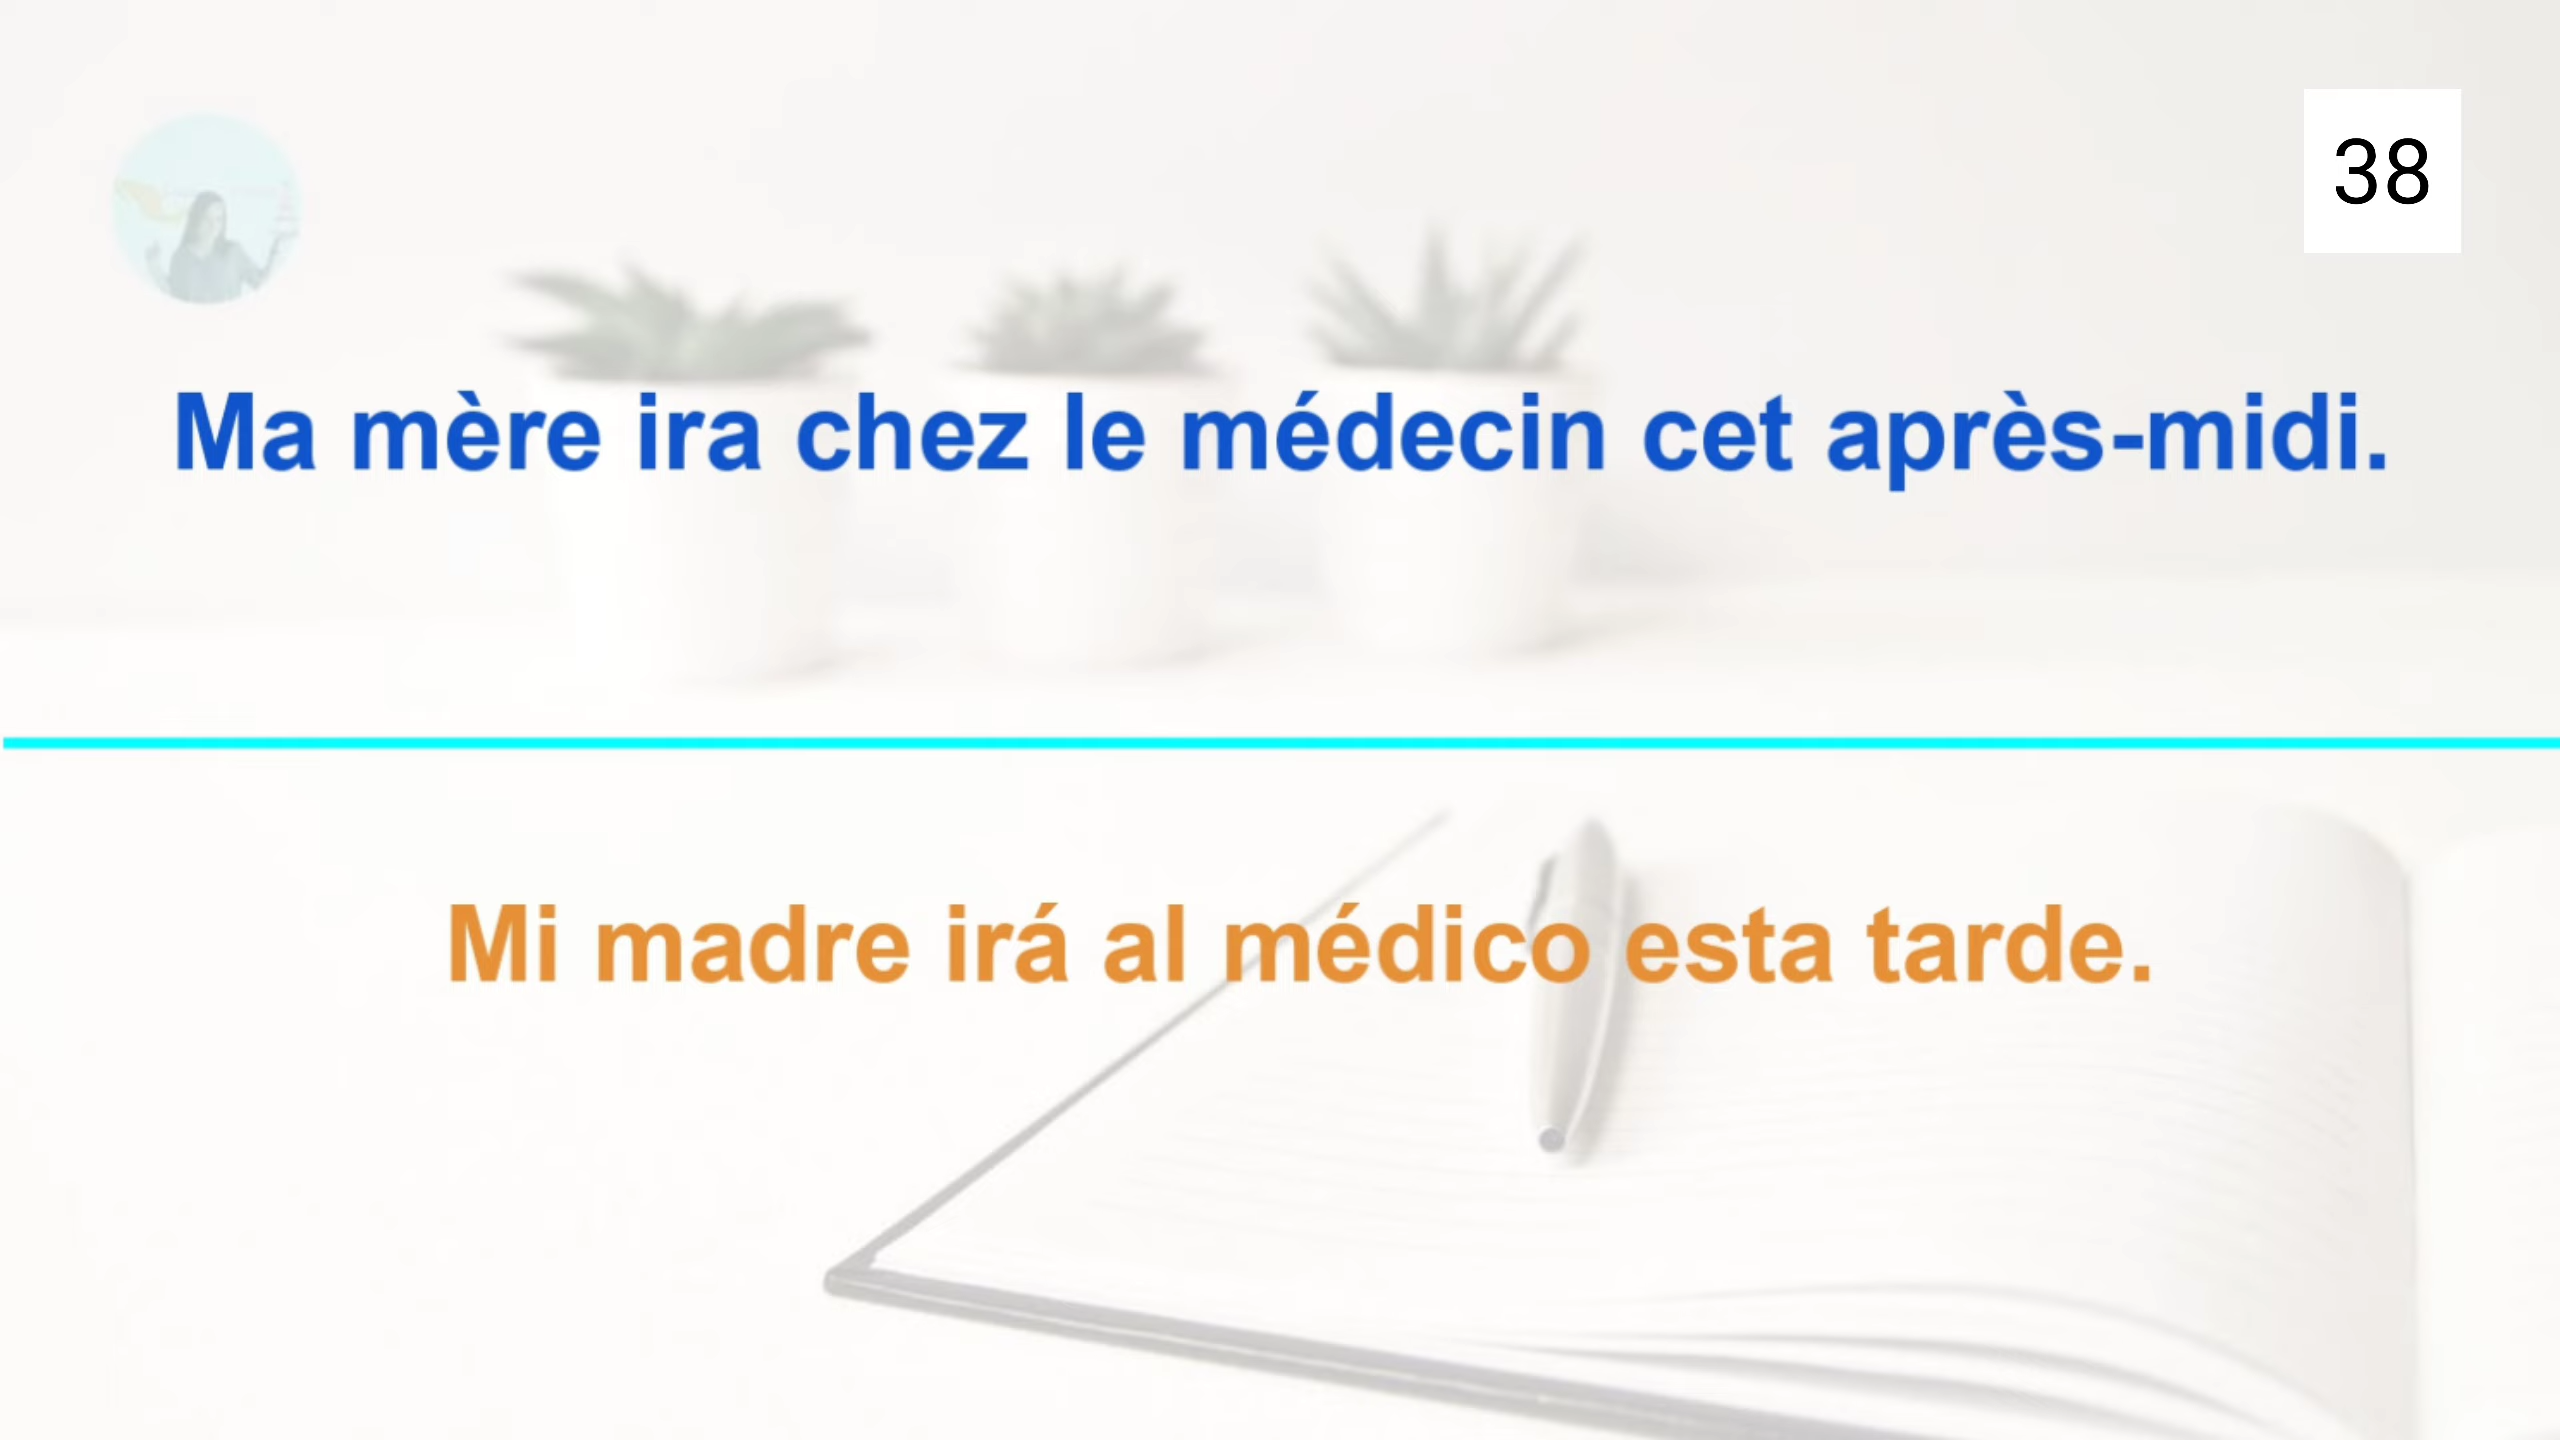 38
Ma mère ira chez le médecin cet après-midi.
Mi madre irá al médico esta tarde.